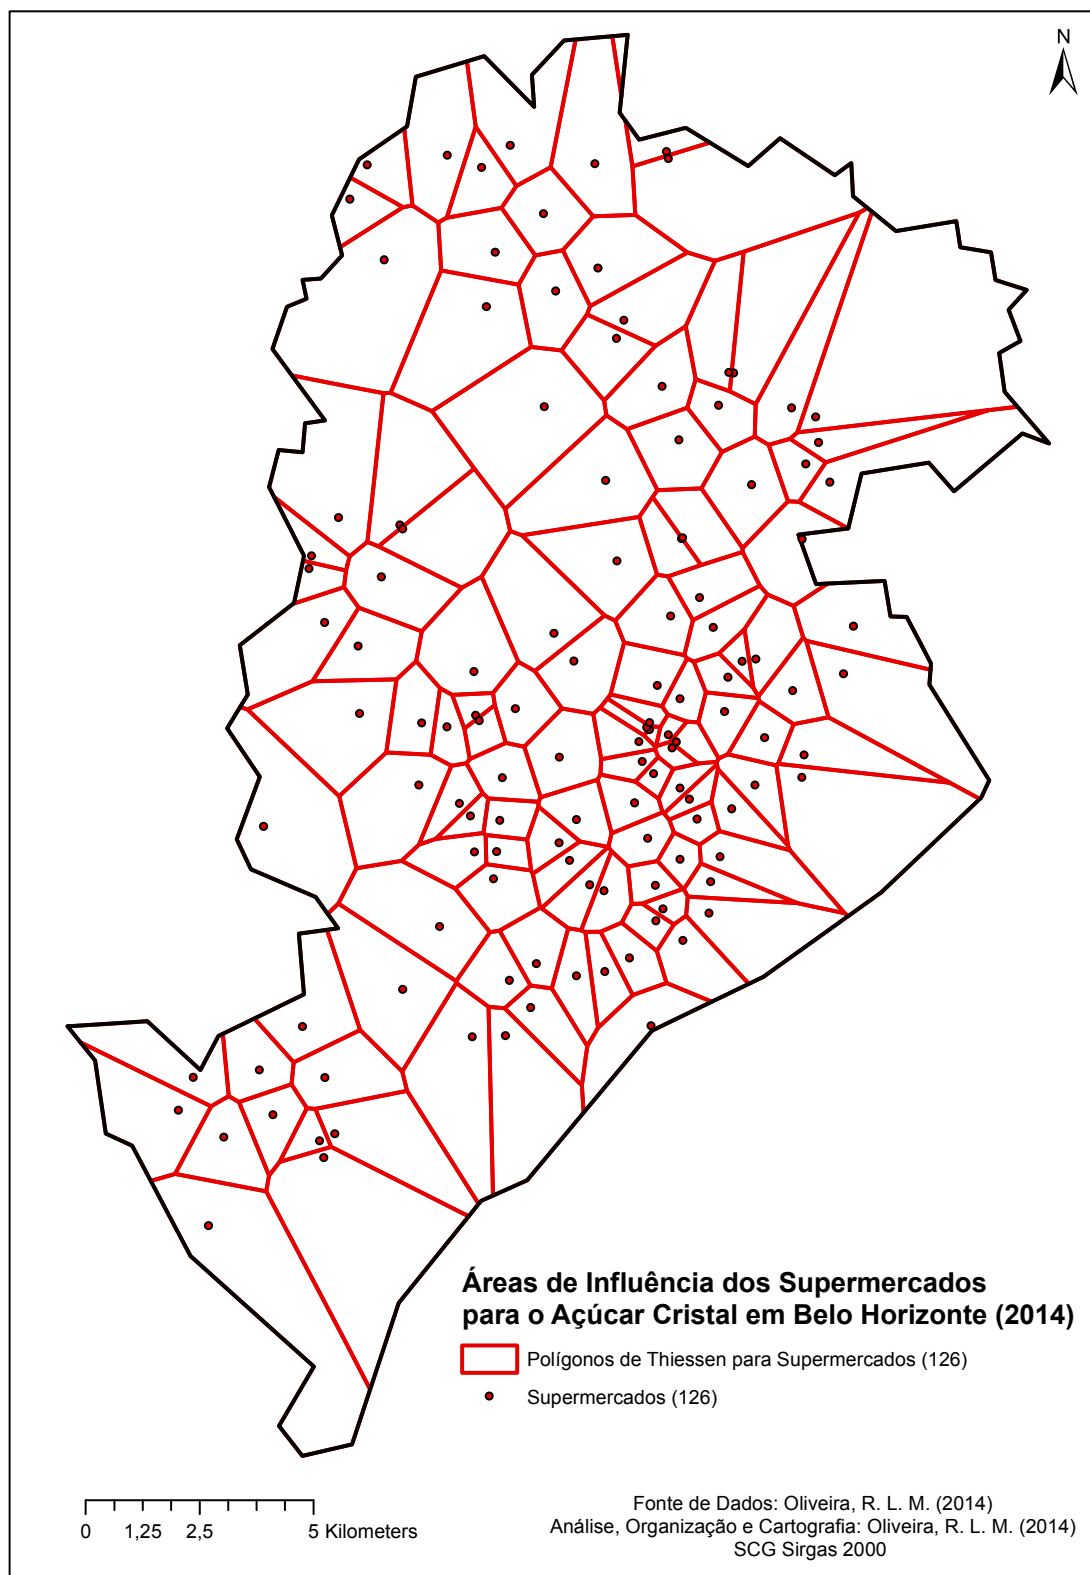 N
Áreas de Influência dos Supermercados
para o Açúcar Cristal em Belo Horizonte (2014)
Polígonos de Thiessen para Supermercados (126)
Supermercados (126)
0 1,25 2,5 5 Kilometers
Fonte de Dados: Oliveira, R. L. M. (2014)
Análise, Organização e Cartografia: Oliveira, R. L. M. (2014)
SCG Sirgas 2000